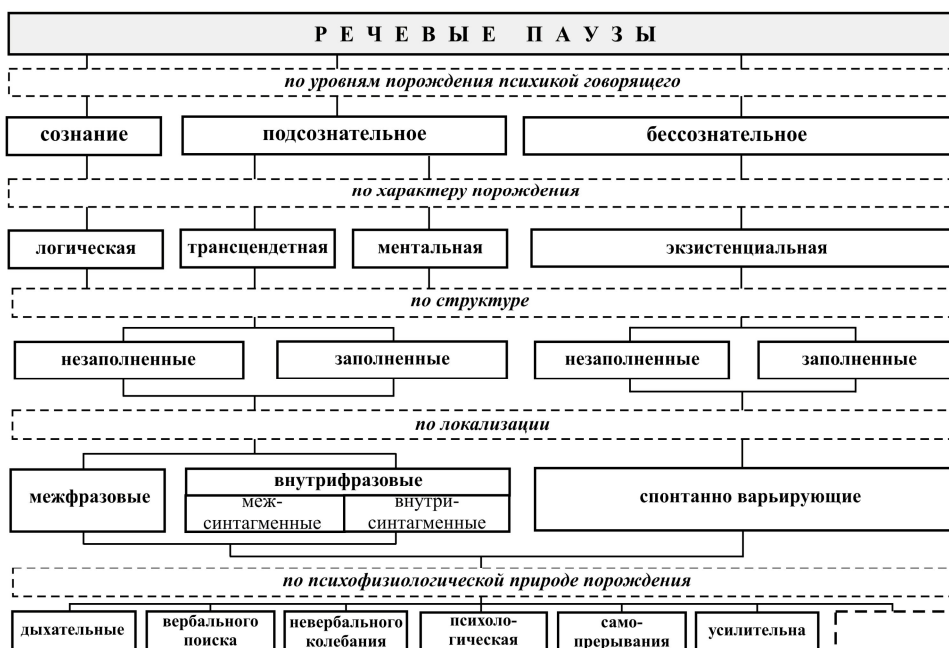 РЕЧЕВЫЕ ПАУЗЫ
по уровням порождения психикой говорящего
сознание
подсознательное
бессознательное
по характеру порождения
логическая
трансцендетная
ментальная
экзистенциальная
по структуре
незаполненные
заполненные
незаполненные
заполненные
по локализации
межфразовые
внутрифразовые
меж-
синтагменные
внутри-
синтагменные
спонтанно варьирующие
по психофизиологической природе порождения
дыхательные
вербального
поиска
невербального
колебания
психоло-
гическая
само-
прерывания
усилительна